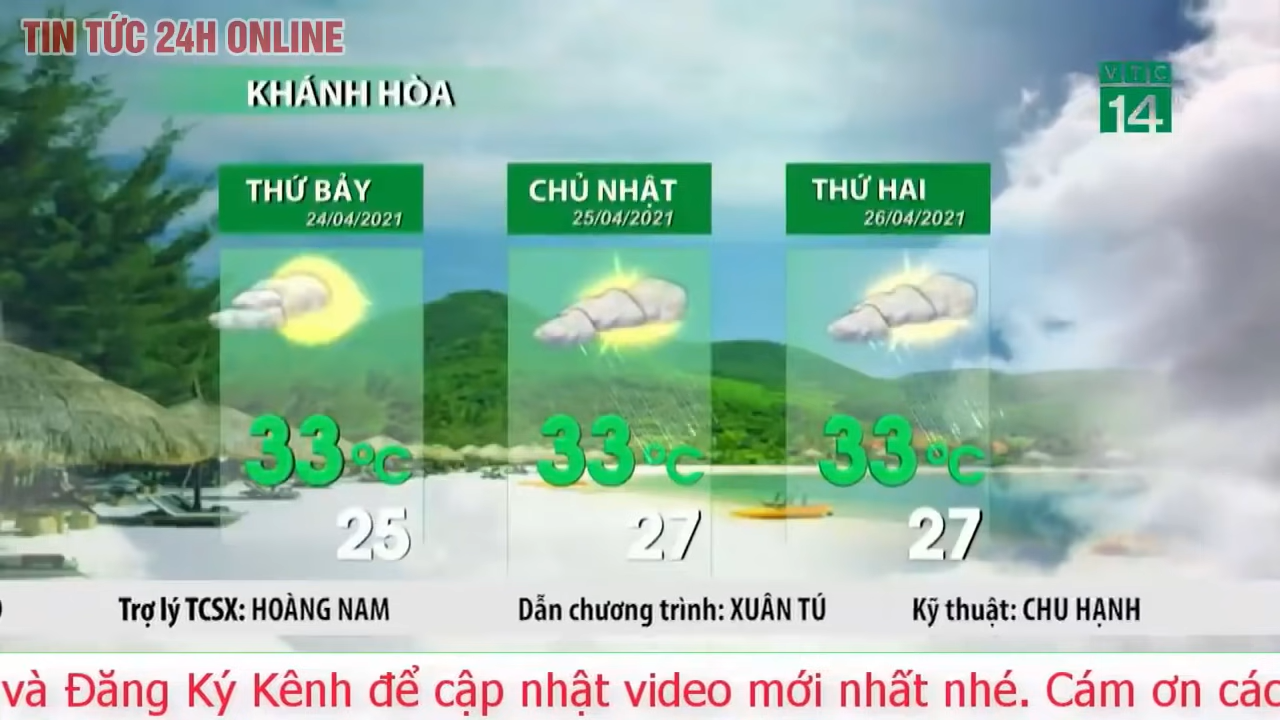 TIN TỨC 24H ONLINE
KHÁNH HÒA
VTC
14
THỨ BẢY
24/04/2021
CHỦ NHẬT
25/04/2021
THỨ HAI
26/04/2021
33°C
33°C
33°C
25
27
27
Trợ lý TCSX: HOÀNG NAM
Dẫn chương trình: XUÂN TÚ
Kỹ thuật: CHU HẠNH
và Đăng Ký Kênh để cập nhật video mới nhất nhé. Cám ơn các